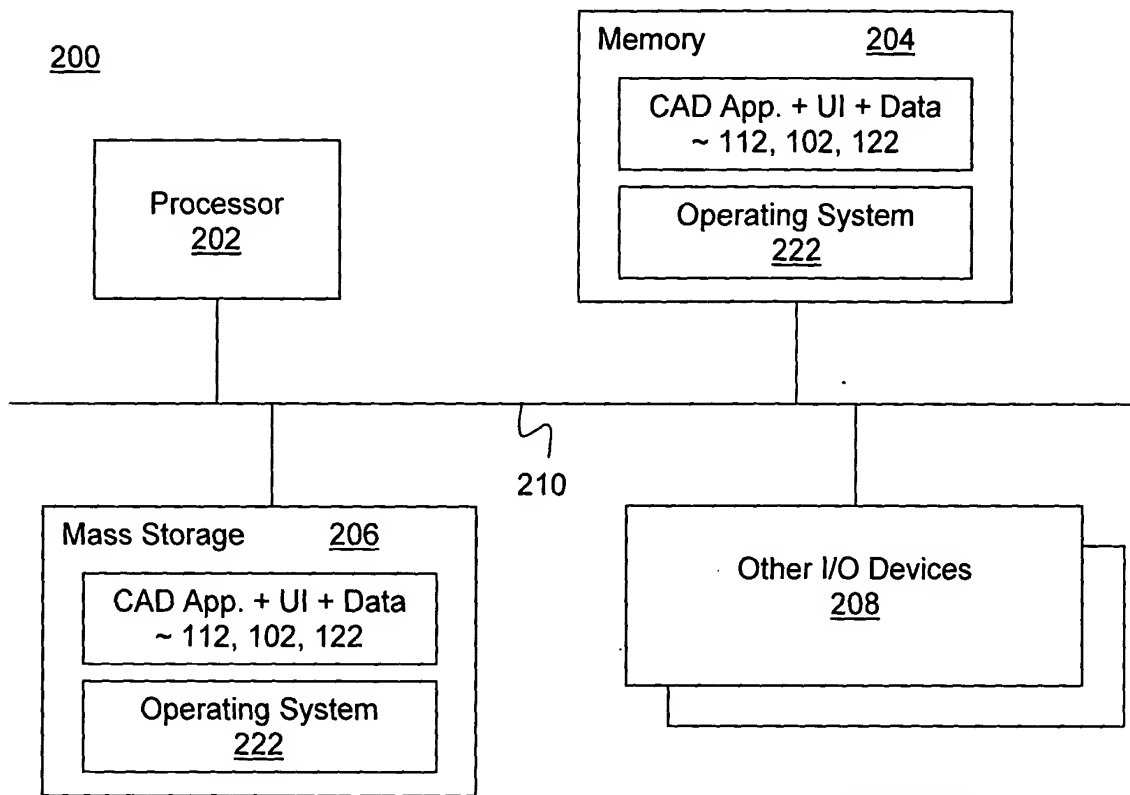 200
Memory 204
CAD App. + UI + Data
~ 112, 102, 122
Operating System
222
Processor
202
210
Mass Storage 206
CAD App. + UI + Data
~ 112, 102, 122
Operating System
222
Other I/O Devices
208